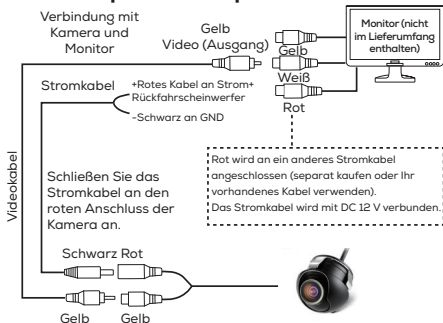 Verbindung mit
Kamera und
Monitor
Gelb
Video (Ausgang)
Gelb
Weiß
Rot
Monitor (nicht
im Lieferumfang
enthalten)
Stromkabel
+Rotes Kabel an Strom+
Rückfahrscheinwerfer
-Schwarz an GND
Rot wird an ein anderes Stromkabel
angeschlossen (separat kaufen oder Ihr
vorhandenes Kabel verwenden).
Das Stromkabel wird mit DC 12 V verbunden.
Videokabel
Schließen Sie das
Stromkabel an den
roten Anschluss der
Kamera an.
Schwarz Rot
Gelb Gelb